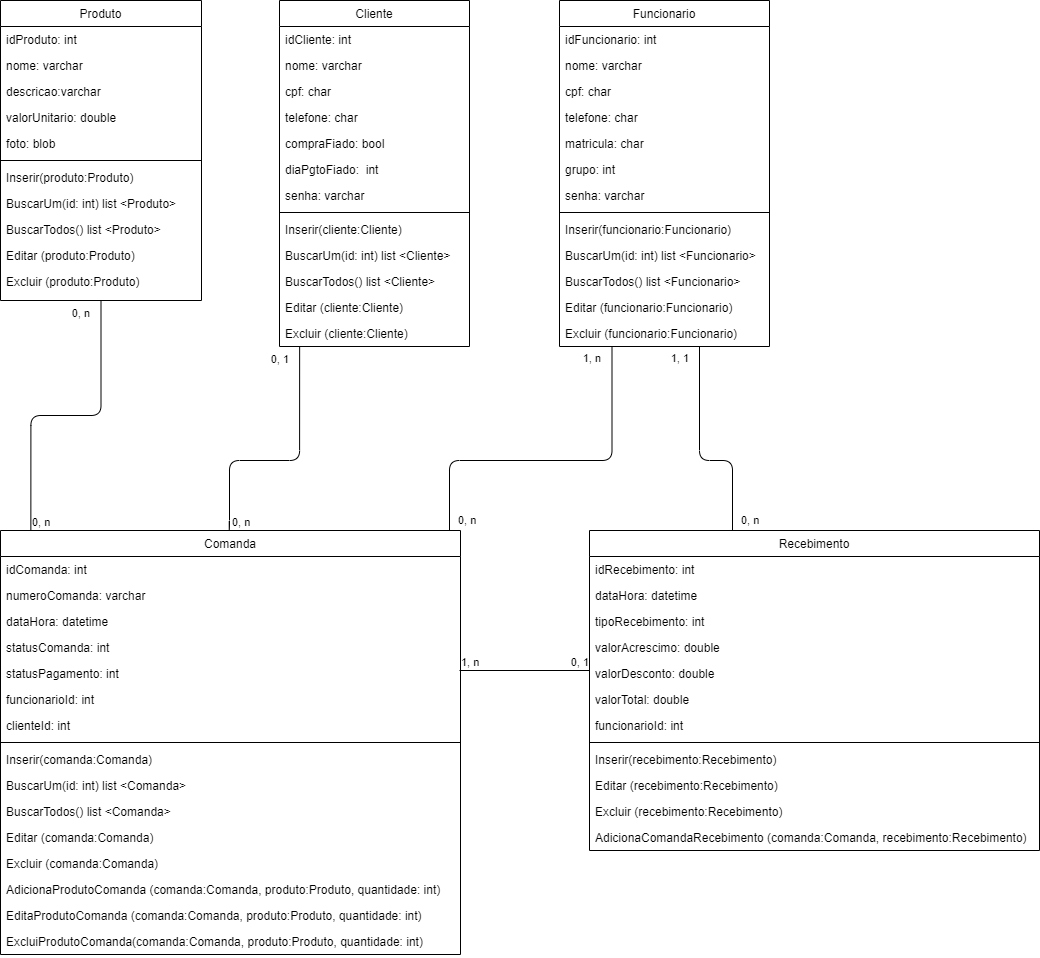 Produto
idProduto: int
nome: varchar
descricao:varchar
valorUnitario: double
foto: blob
Inserir(produto:Produto)
BuscarUm(id: int) list <Produto>
BuscarTodos() list <Produto>
Editar (produto:Produto)
Excluir (produto:Produto)
0, n
Cliente
idCliente: int
nome: varchar
cpf: char
telefone: char
compraFiado: bool
diaPgtoFiado:  int
senha: varchar
Inserir(cliente:Cliente)
BuscarUm(id: int) list <Cliente>
BuscarTodos() list <Cliente>
Editar (cliente:Cliente)
Excluir (cliente:Cliente)
0, 1
Funcionario
idFuncionario: int
nome: varchar
cpf: char
telefone: char
matricula: char
grupo: int
senha: varchar
Inserir(funcionario:Funcionario)
BuscarUm(id: int) list <Funcionario>
BuscarTodos() list <Funcionario>
Editar (funcionario:Funcionario)
Excluir (funcionario:Funcionario)
1, n
1, 1
0, n
0, n
0, n
0, n
Comanda
idComanda: int
numeroComanda: varchar
dataHora: datetime
statusComanda: int
statusPagamento: int
funcionarioId: int
clienteId: int
Inserir(comanda:Comanda)
BuscarUm(id: int) list <Comanda>
BuscarTodos() list <Comanda>
Editar (comanda:Comanda)
Excluir (comanda:Comanda)
AdicionaProdutoComanda (comanda:Comanda, produto:Produto, quantidade: int)
EditaProdutoComanda (comanda:Comanda, produto:Produto, quantidade: int)
ExcluiProdutoComanda(comanda:Comanda, produto:Produto, quantidade: int)
1, n
0, 1
Recebimento
idRecebimento: int
dataHora: datetime
tipoRecebimento: int
valorAcrescimo: double
valorDesconto: double
valorTotal: double
funcionarioId: int
Inserir(recebimento:Recebimento)
Editar (recebimento:Recebimento)
Excluir (recebimento:Recebimento)
AdicionaComandaRecebimento (comanda:Comanda, recebimento:Recebimento)